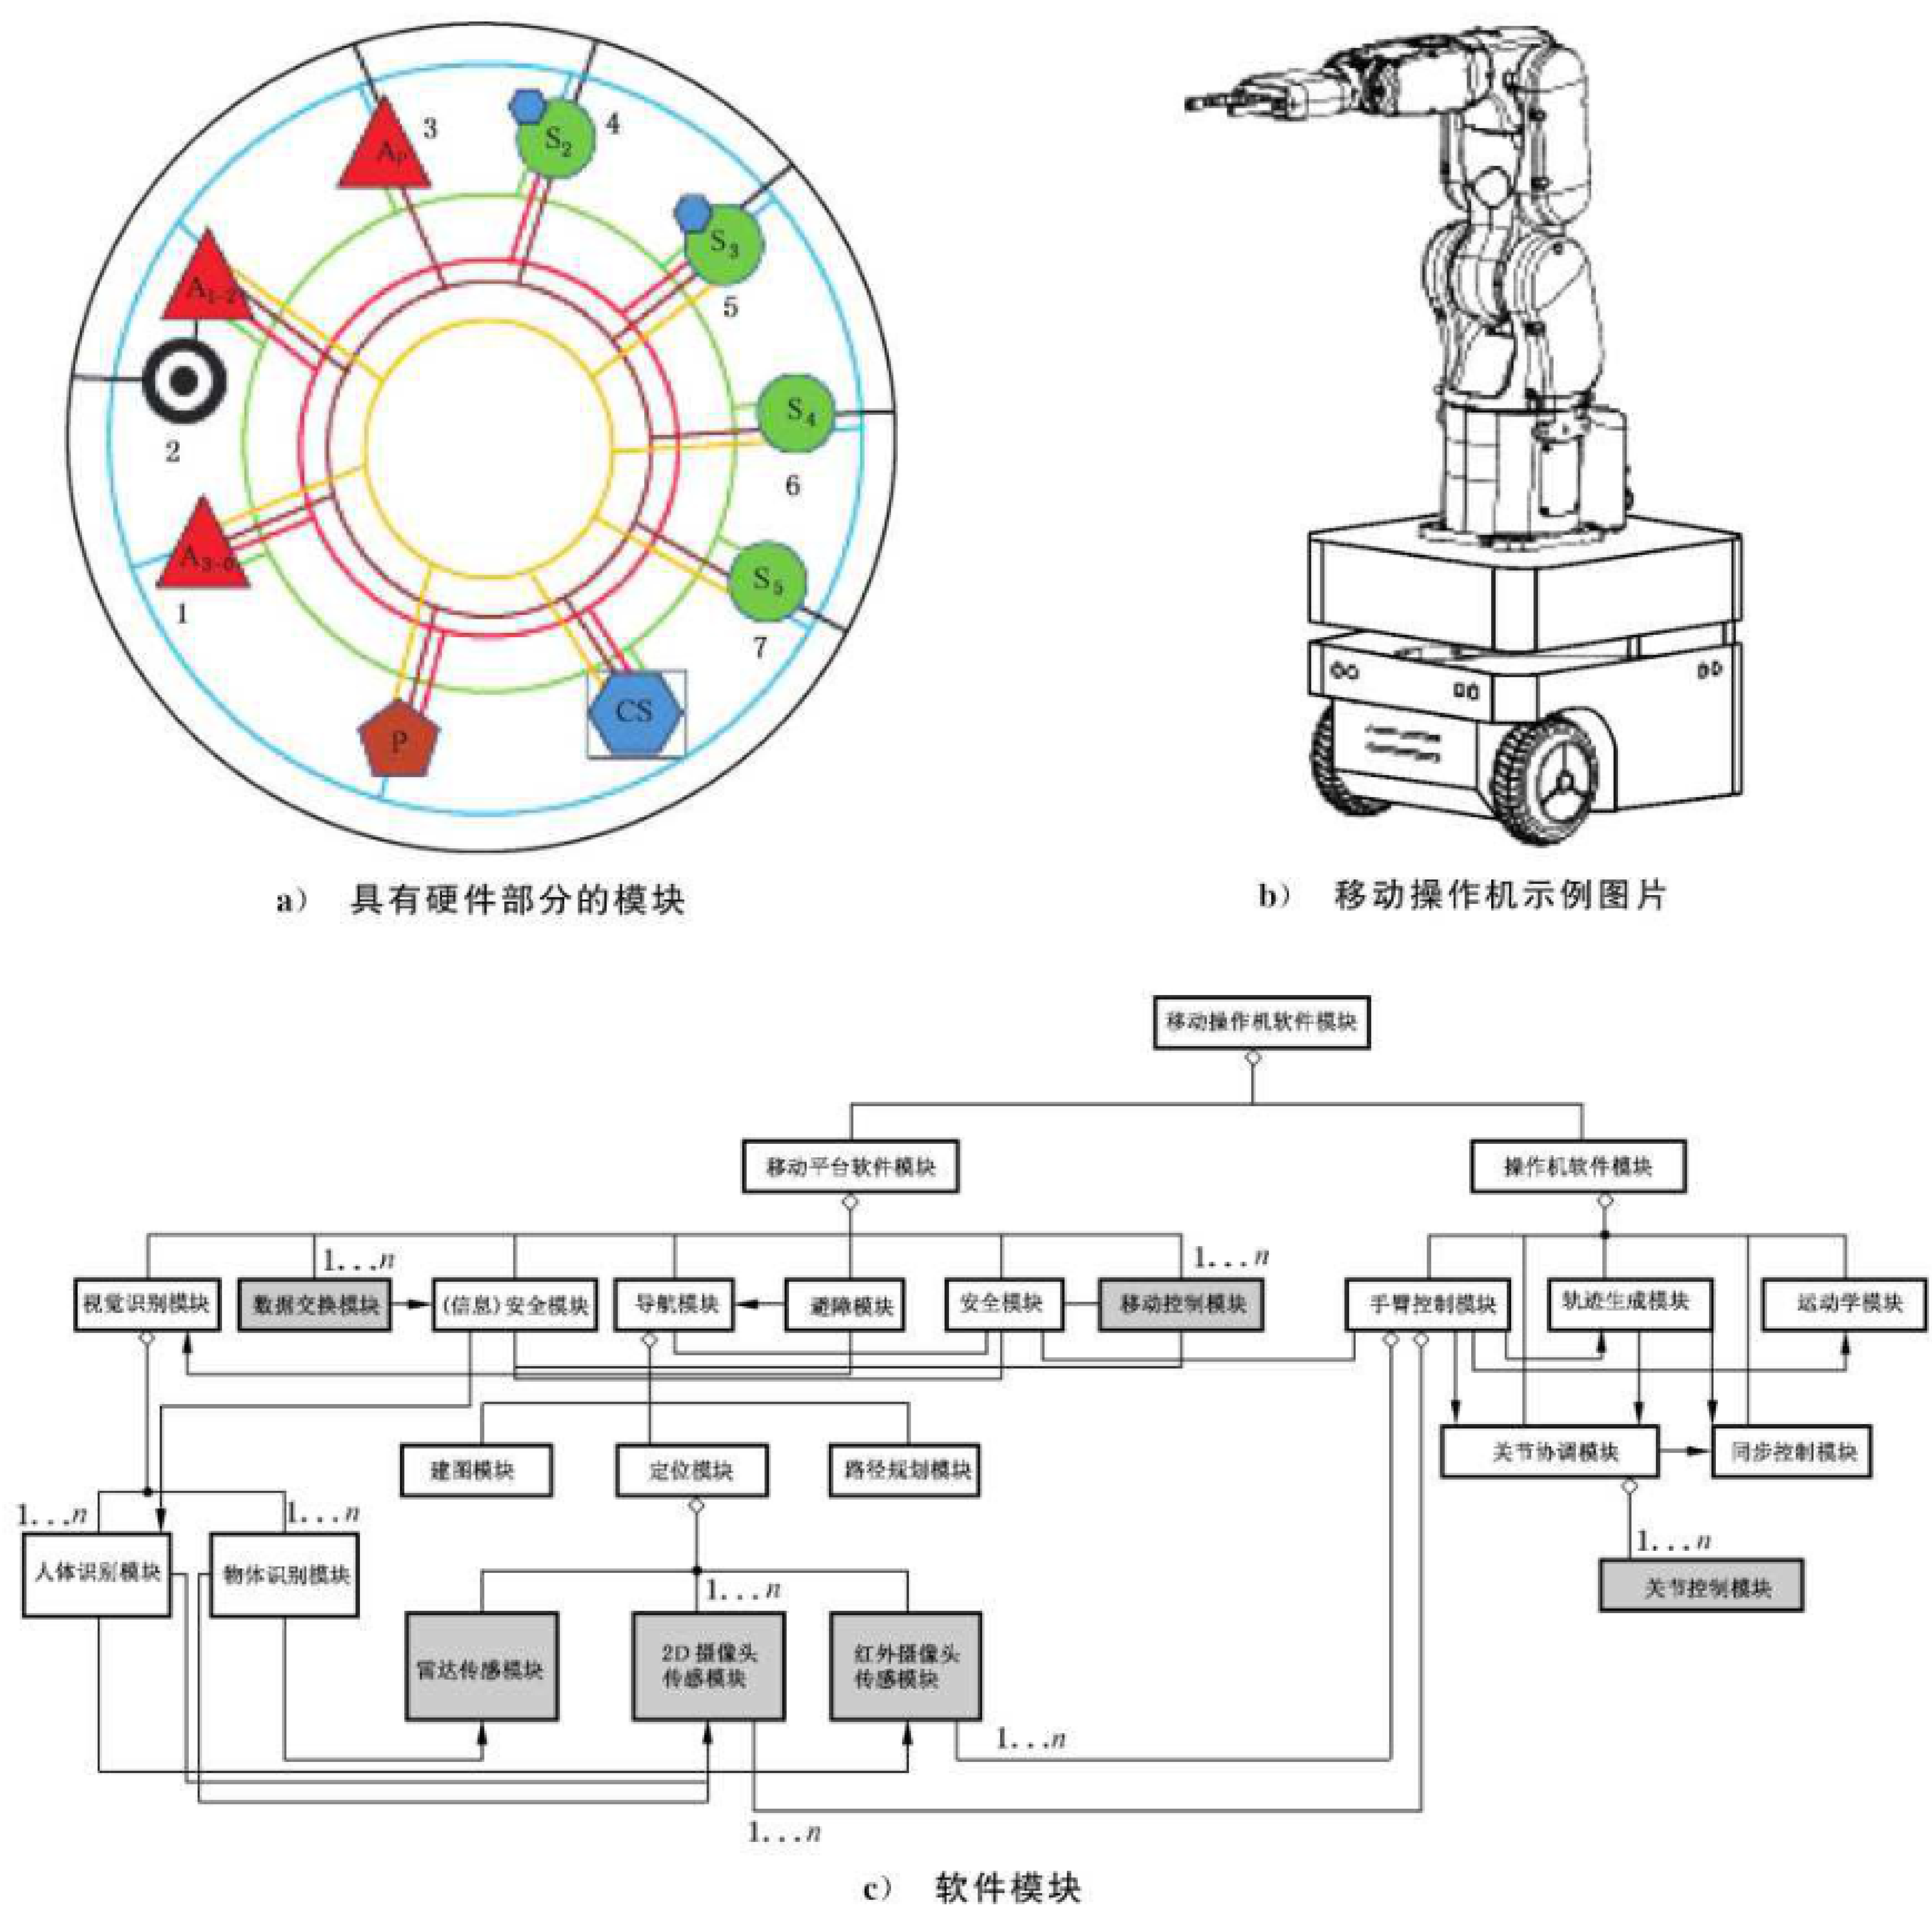 3
4
A_P
S_2
S_3
5
A_{1-2}
2
S_4
6
A_{3-6}
1
S_5
7
P
CS
a） 具有硬件部分的模块
b） 移动操作机示例图片
移动操作机软件模块
移动平台软件模块
操作机软件模块
1...n
1...n
视觉识别模块
数据交换模块
(信息)安全模块
导航模块
避障模块
安全模块
移动控制模块
手臂控制模块
轨迹生成模块
运动学模块
建图模块
定位模块
路径规划模块
关节协调模块
同步控制模块
1...n
1...n
人体识别模块
物体识别模块
1...n
1...n
关节控制模块
雷达传感模块
2D 摄像头
传感模块
红外摄像头
传感模块
1...n
1...n
c） 软件模块